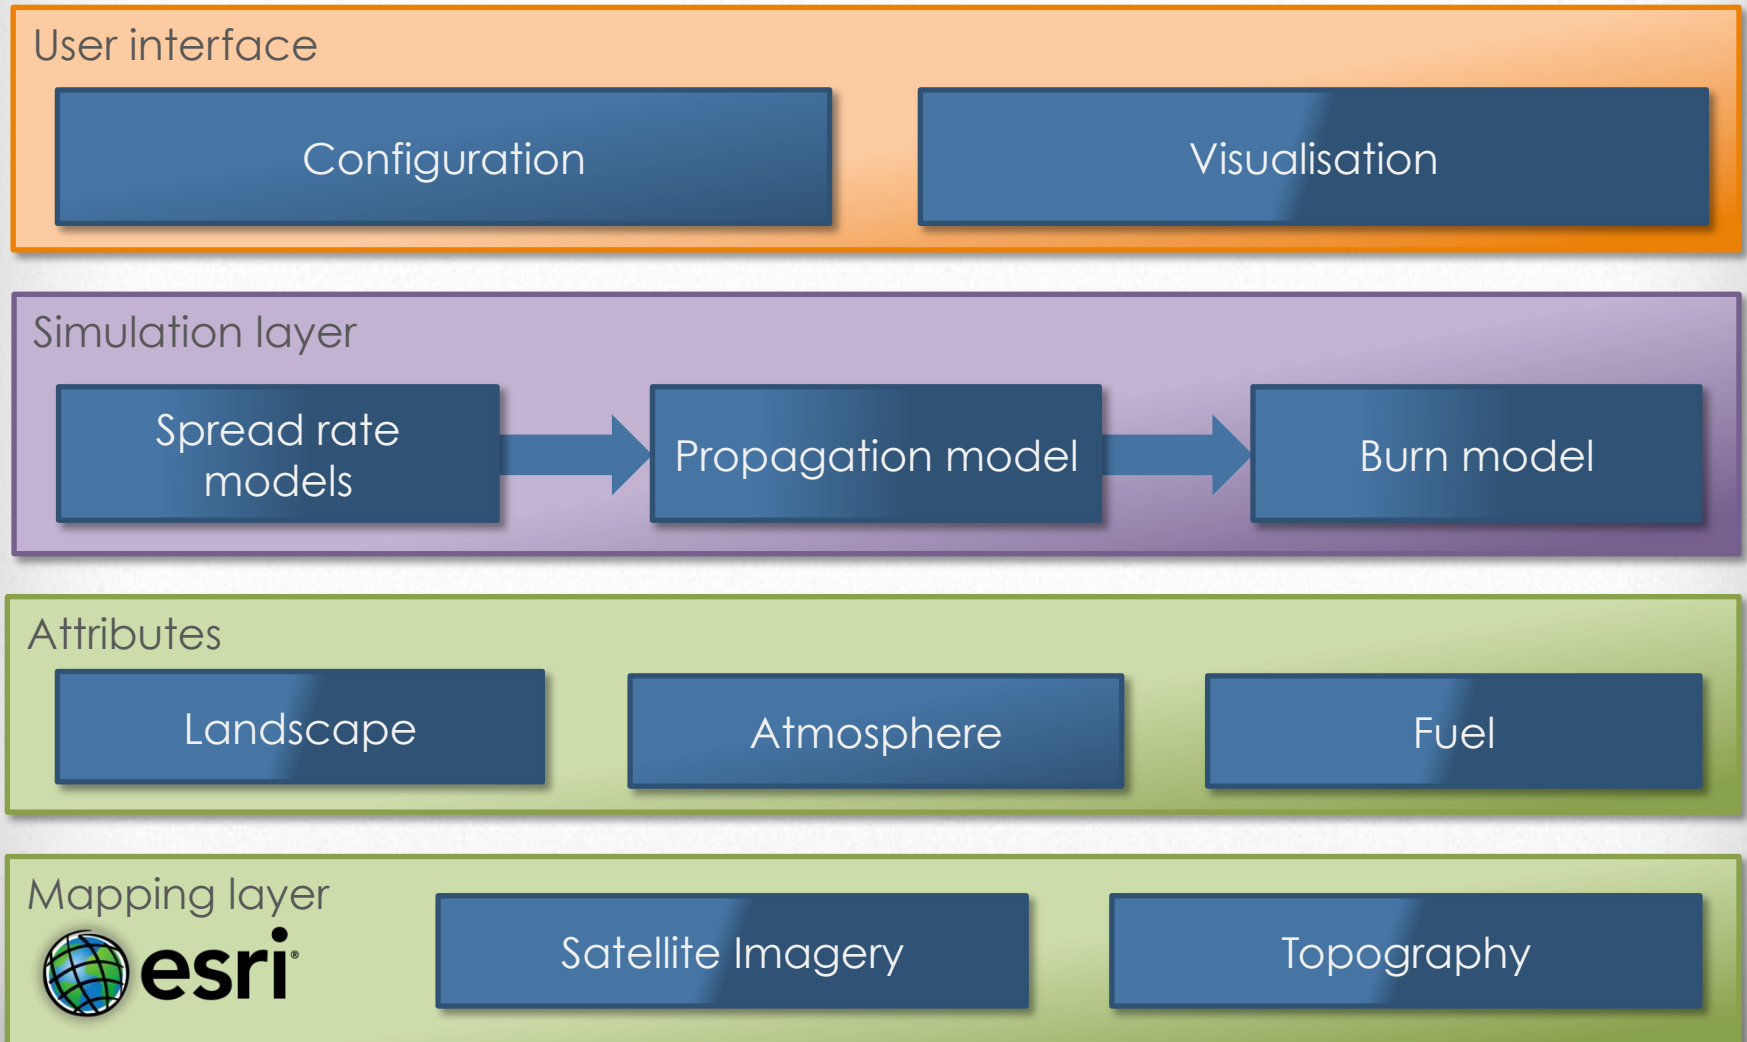 User interface
Configuration
Visualisation
Simulation layer
Spread rate
models
Propagation model
Burn model
Attributes
Landscape
Atmosphere
Fuel
Mapping layer
esri®
Satellite Imagery
Topography